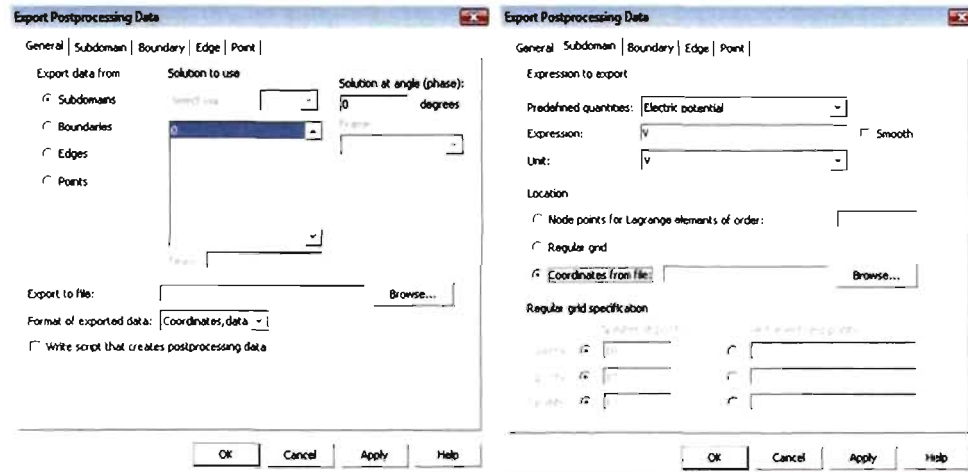 Export Postprocessing Data
General Subdomain Boundary Edge Point
Export data from
Subdomains
Boundaries
Edges
Points
Solution to use
0
Solution at angle (phase):
0 degrees
Frame:
Export to file:
Browse...
Format of exported data: Coordinates, data
Write script that creates postprocessing data
OK Cancel Apply Help
Export Postprocessing Data
General Subdomain Boundary Edge Point
Expression to export
Predefined quantities: Electric potential
Expression: V
Smooth
Unit: V
Location
Node points for Lagrange elements of order:
Regular grid
Coordinates from file:
Browse...
Regular grid specification
OK Cancel Apply Help